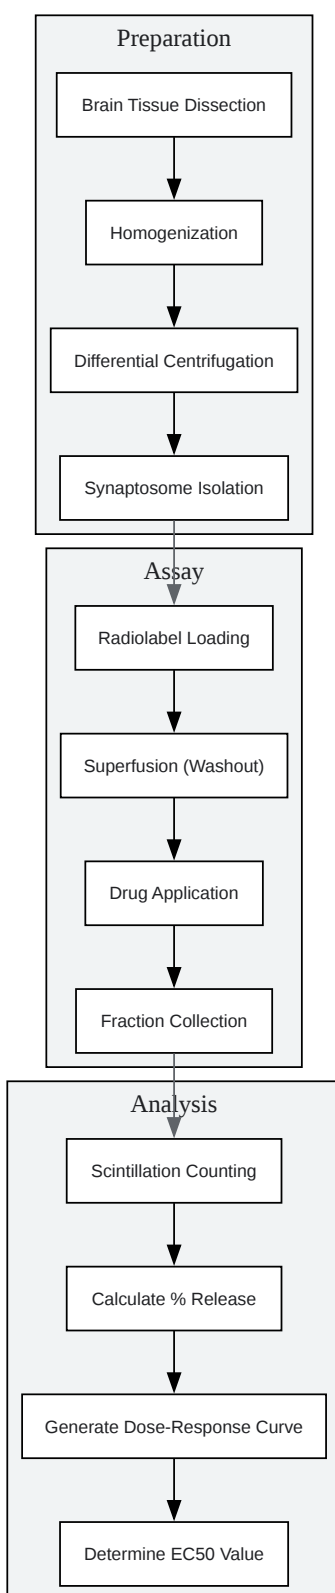 Preparation
Brain Tissue Dissection
Homogenization
Differential Centrifugation
Synaptosome Isolation
Assay
Radiolabel Loading
Superfusion (Washout)
Drug Application
Fraction Collection
Analysis
Scintillation Counting
Calculate % Release
Generate Dose-Response Curve
Determine EC50 Value